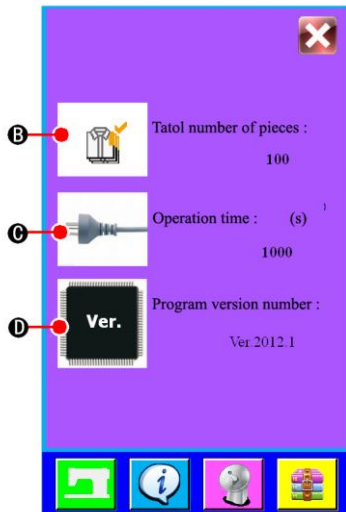 B
Tatol number of pieces :
100
C
Operation time : (s)
1000
D
Ver.
Program version number :
Ver.2012.1
i